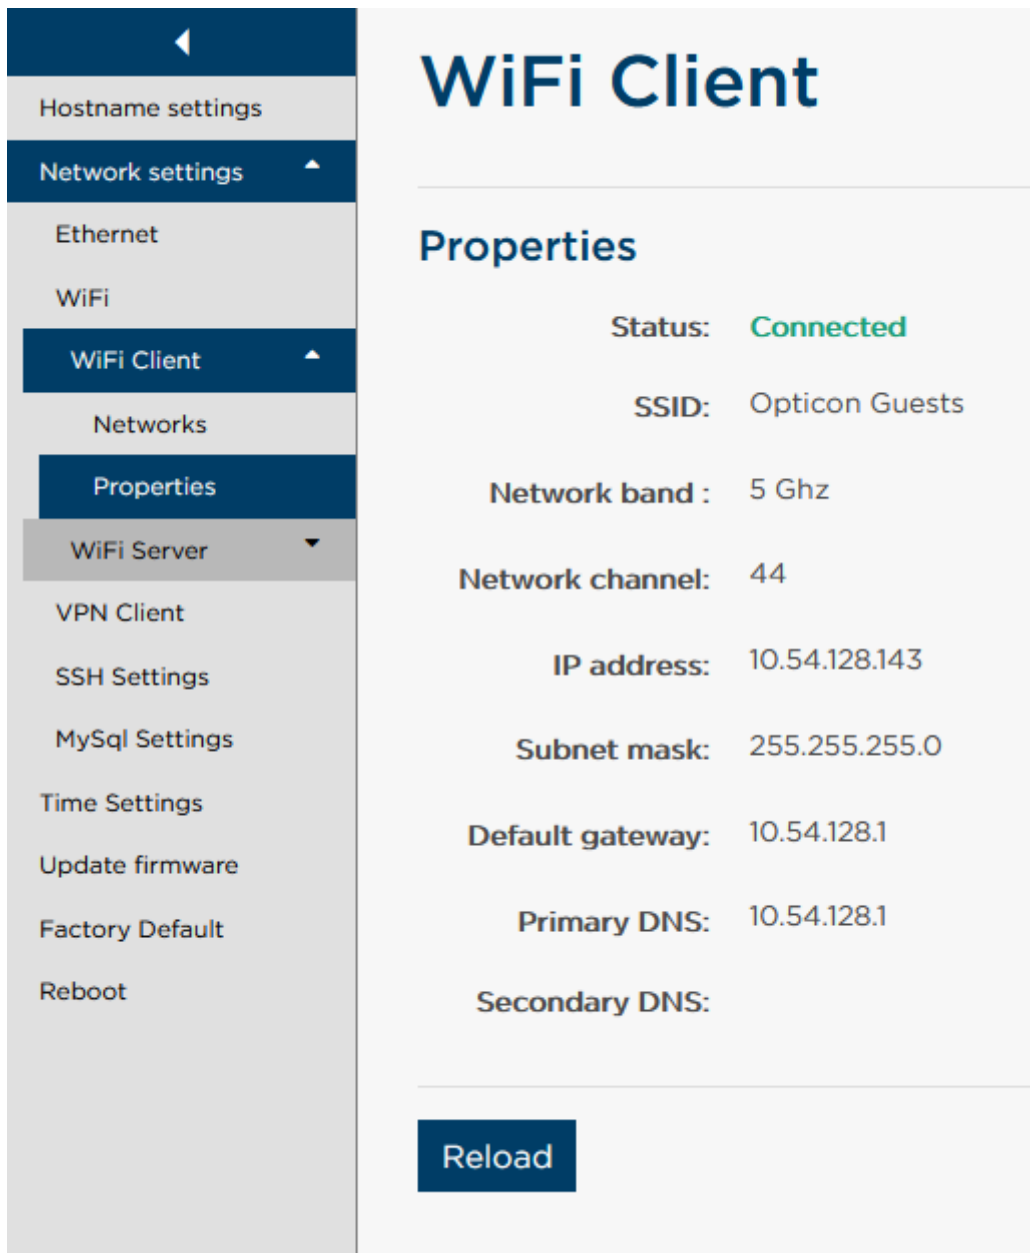 Hostname settings
Network settings
Ethernet
WiFi
WiFi Client
Networks
Properties
WiFi Server
VPN Client
SSH Settings
MySql Settings
Time Settings
Update firmware
Factory Default
Reboot
WiFi Client
Properties
Status: Connected
SSID: Opticon Guests
Network band : 5 Ghz
Network channel: 44
IP address: 10.54.128.143
Subnet mask: 255.255.255.0
Default gateway: 10.54.128.1
Primary DNS: 10.54.128.1
Secondary DNS:
Reload